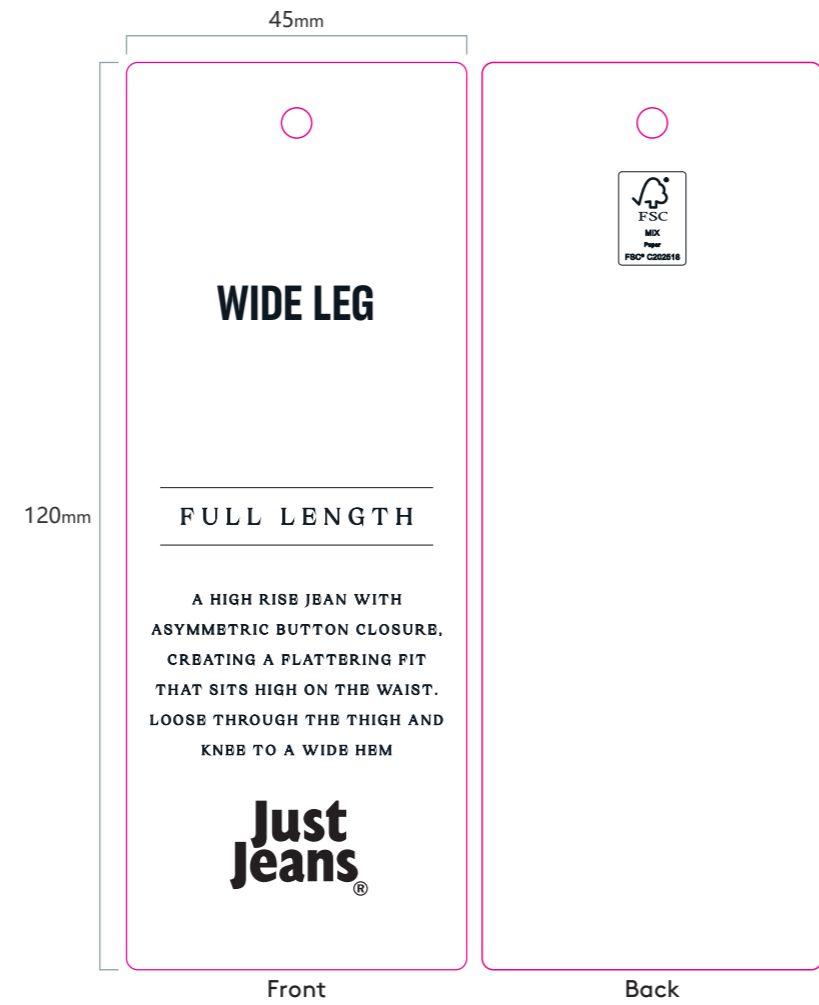 45mm
120mm
WIDE LEG
FULL LENGTH
A HIGH RISE JEAN WITH
ASYMMETRIC BUTTON CLOSURE,
CREATING A FLATTERING FIT
THAT SITS HIGH ON THE WAIST.
LOOSE THROUGH THE THIGH AND
KNEE TO A WIDE HEM
Just
Jeans®
Front
FSC
MIX
Paper
FSC® C202516
Back